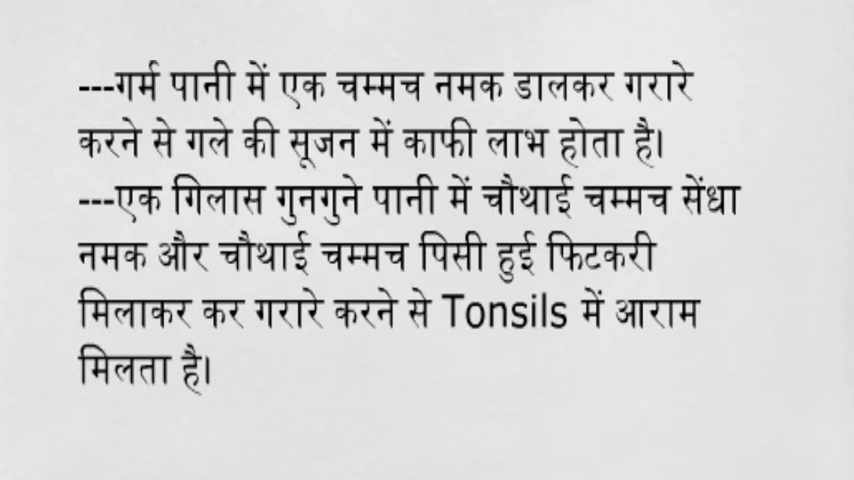 ---गर्म पानी में एक चम्मच नमक डालकर गरारे
करने से गले की सूजन में काफी लाभ होता है।
---एक गिलास गुनगुने पानी में चौथाई चम्मच सेंधा
नमक और चौथाई चम्मच पिसी हुई फिटकरी
मिलाकर कर गरारे करने से Tonsils में आराम
मिलता है।